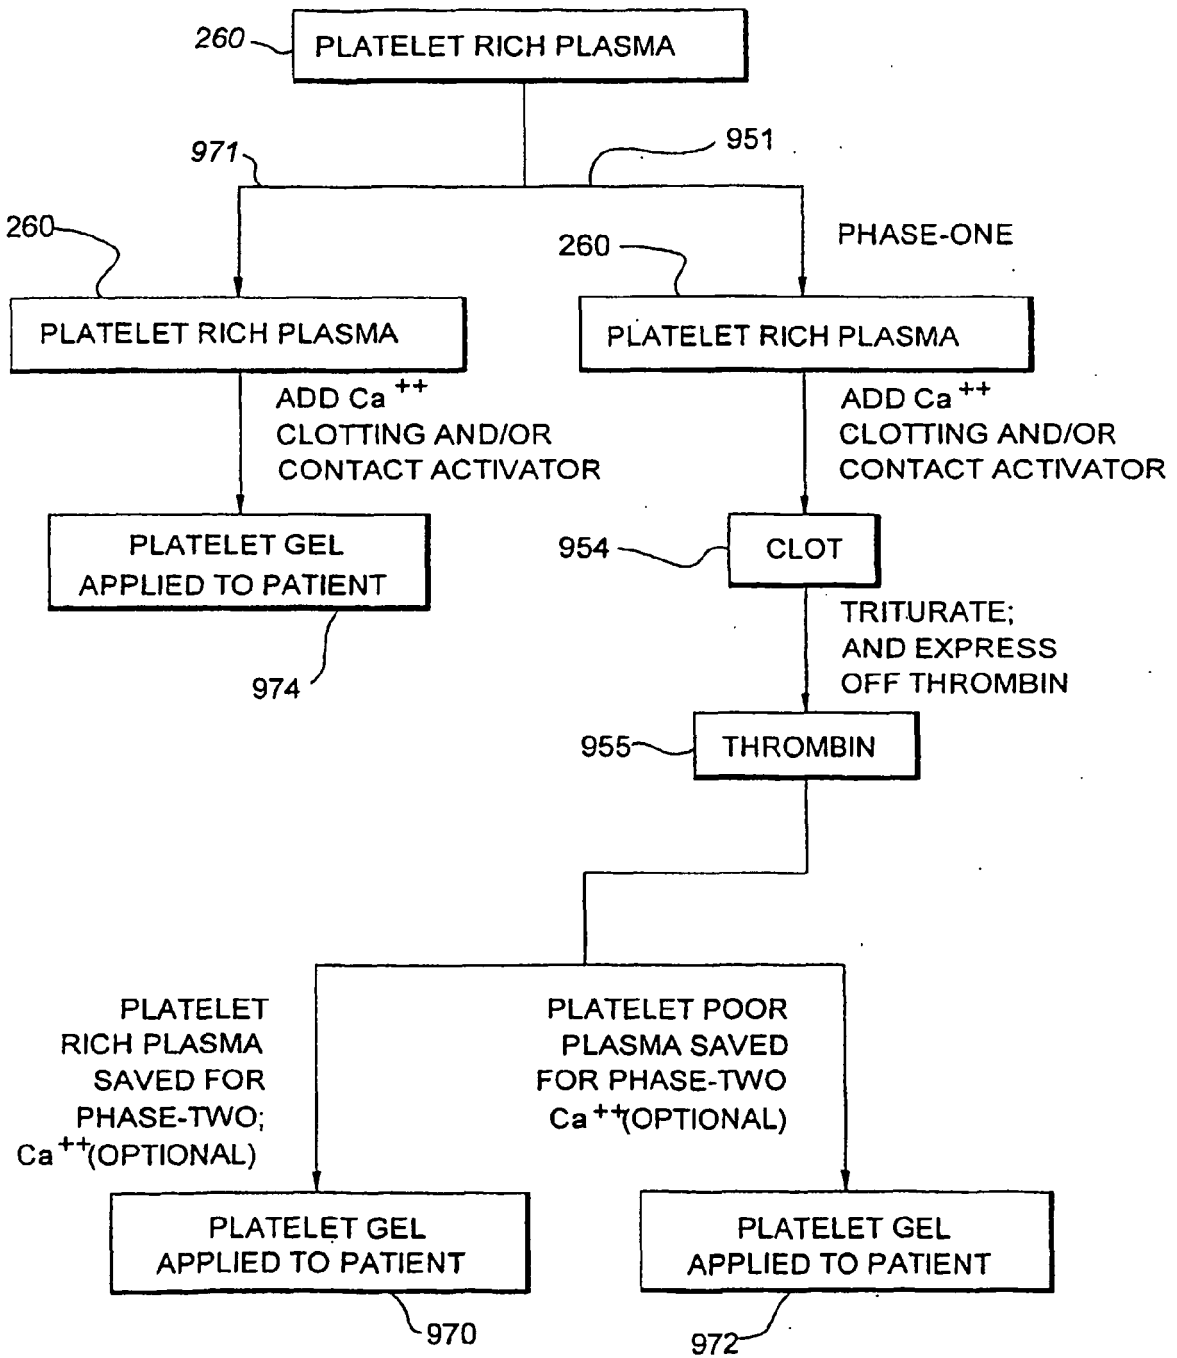 260
PLATELET RICH PLASMA
971
951
260
260
PHASE-ONE
PLATELET RICH PLASMA
PLATELET RICH PLASMA
ADD Ca++
CLOTTING AND/OR
CONTACT ACTIVATOR
ADD Ca++
CLOTTING AND/OR
CONTACT ACTIVATOR
PLATELET GEL
APPLIED TO PATIENT
974
954
CLOT
TRITURATE;
AND EXPRESS
OFF THROMBIN
955
THROMBIN
PLATELET
RICH PLASMA
SAVED FOR
PHASE-TWO;
Ca++(OPTIONAL)
PLATELET POOR
PLASMA SAVED
FOR PHASE-TWO
Ca++(OPTIONAL)
PLATELET GEL
APPLIED TO PATIENT
970
PLATELET GEL
APPLIED TO PATIENT
972